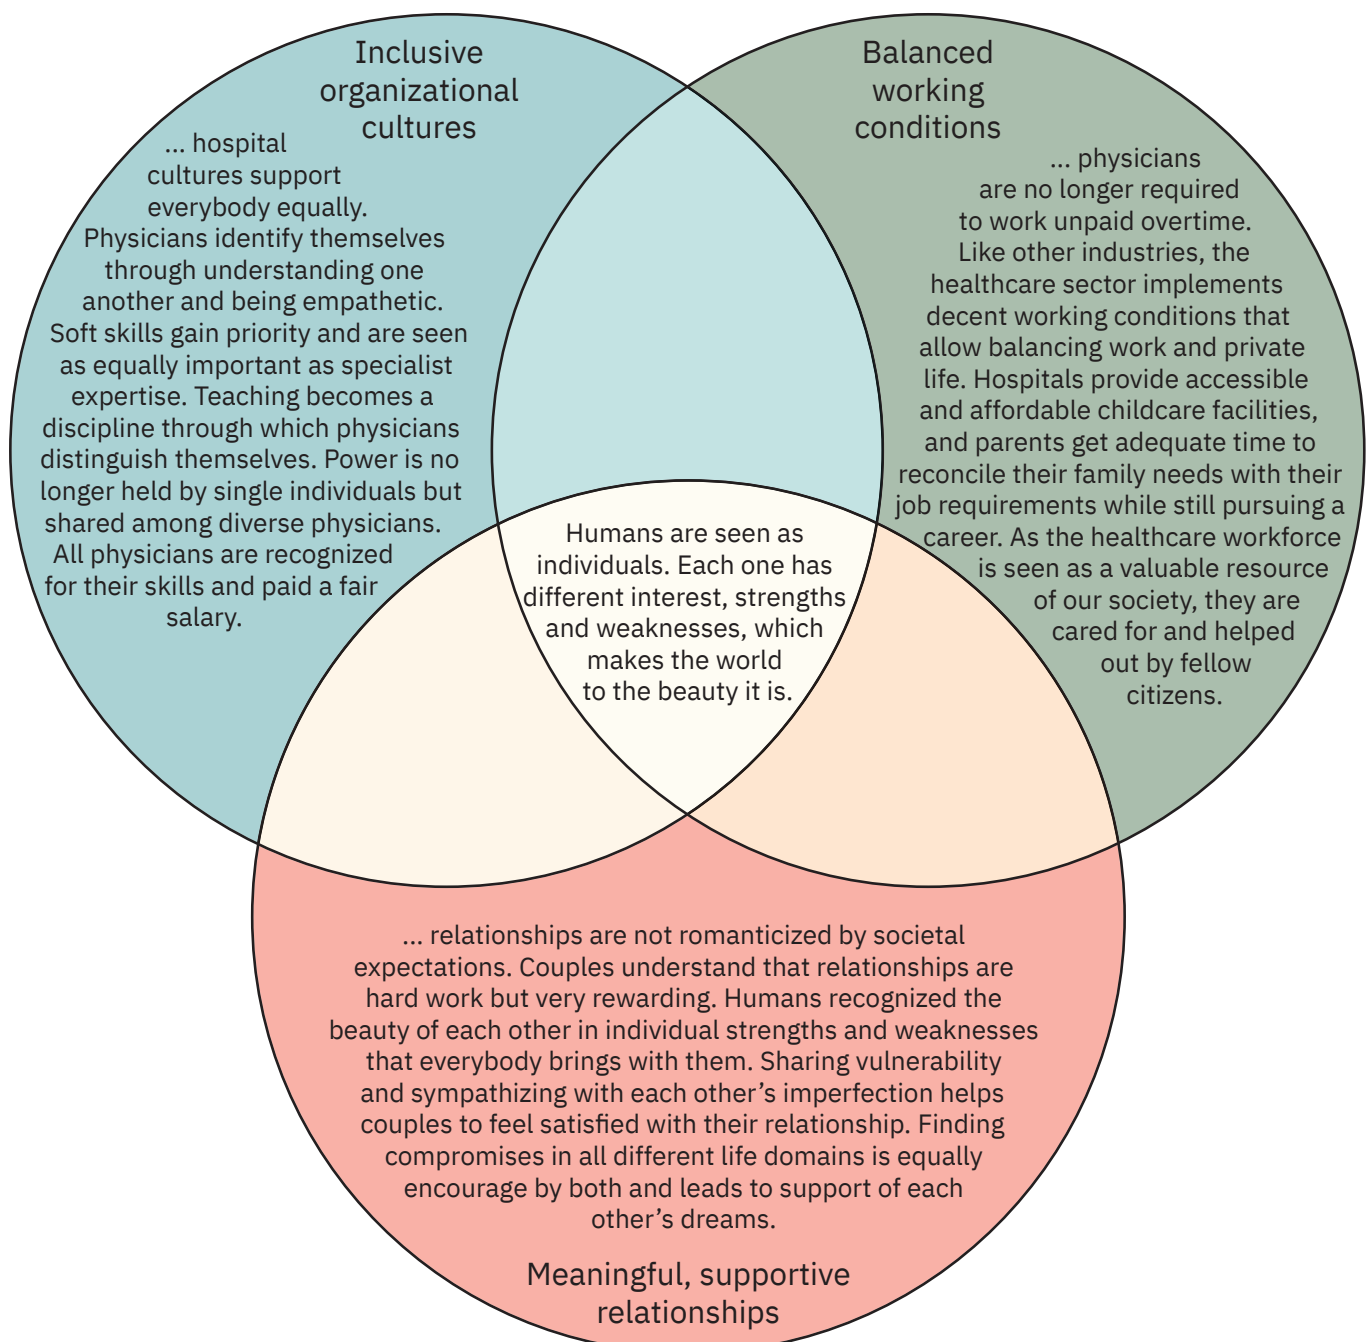 Inclusive
organizational
cultures
... hospital
cultures support
everybody equally.
Physicians identify themselves
through understanding one
another and being empathetic.
Soft skills gain priority and are seen
as equally important as specialist
expertise. Teaching becomes a
discipline through which physicians
distinguish themselves. Power is no
longer held by single individuals but
shared among diverse physicians.
All physicians are recognized
for their skills and paid a fair
salary.
Balanced
working
conditions
... physicians
are no longer required
to work unpaid overtime.
Like other industries, the
healthcare sector implements
decent working conditions that
allow balancing work and private
life. Hospitals provide accessible
and affordable childcare facilities,
and parents get adequate time to
reconcile their family needs with their
job requirements while still pursuing a
career. As the healthcare workforce
is seen as a valuable resource
of our society, they are
cared for and helped
out by fellow
citizens.
Humans are seen as
individuals. Each one has
different interest, strengths
and weaknesses, which
makes the world
to the beauty it is.
... relationships are not romanticized by societal
expectations. Couples understand that relationships are
hard work but very rewarding. Humans recognized the
beauty of each other in individual strengths and weaknesses
that everybody brings with them. Sharing vulnerability
and sympathizing with each other's imperfection helps
couples to feel satisfied with their relationship. Finding
compromises in all different life domains is equally
encourage by both and leads to support of each
other's dreams.
Meaningful, supportive
relationships